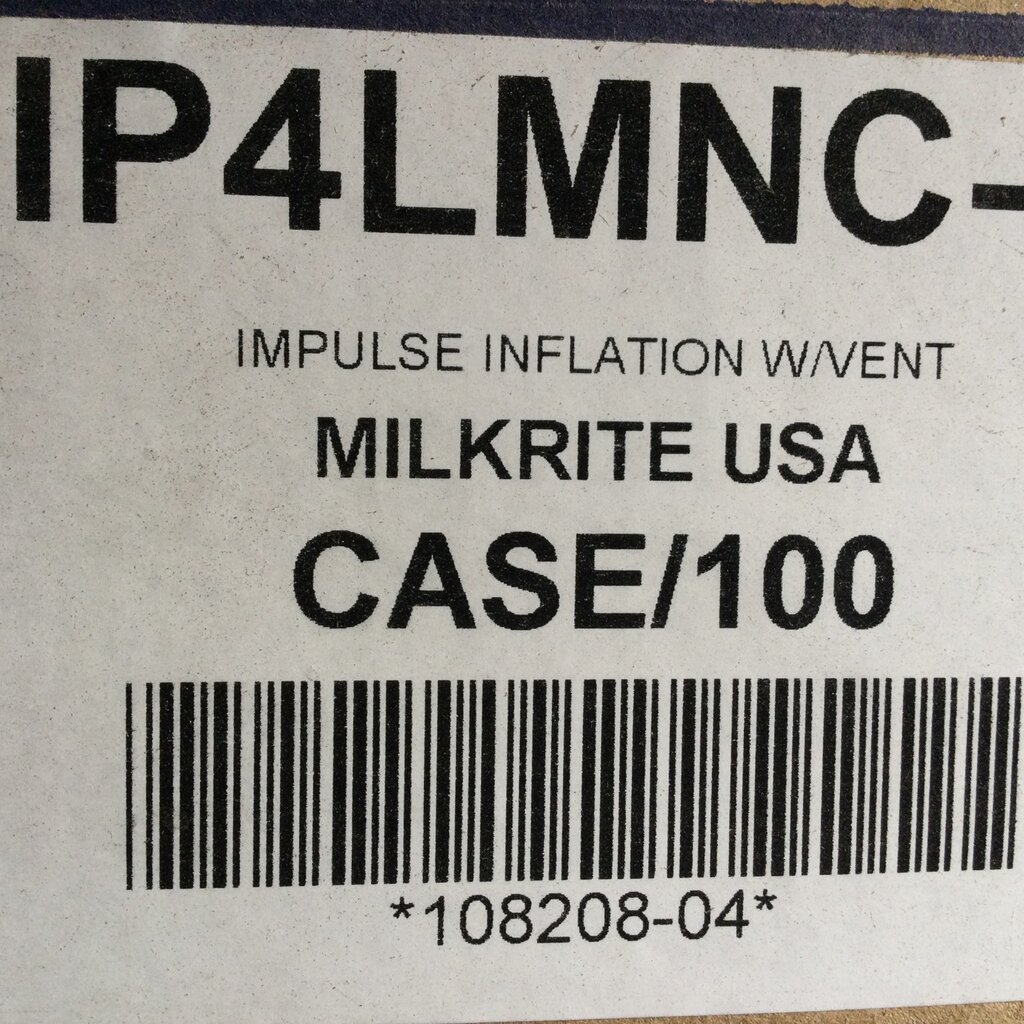 IP4LMNC-
IMPULSE INFLATION W/VENT
MILKRITE USA
CASE/100
*108208-04*